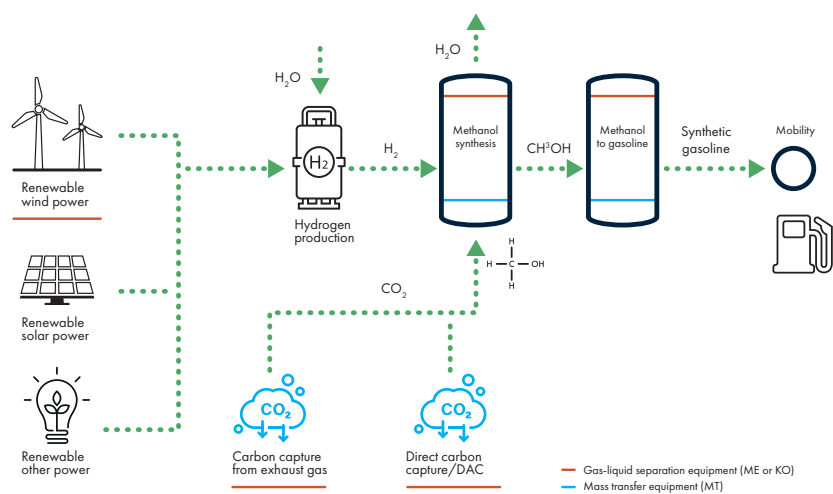 H₂O
H₂O
Renewable
wind power
H₂
Hydrogen
production
H₂
Methanol
synthesis
CH³OH
Methanol
to gasoline
Synthetic
gasoline
Mobility
H
H C OH
H
CO₂
Renewable
solar power
Renewable
other power
CO₂
Carbon capture
from exhaust gas
CO₂
Direct carbon
capture/DAC
Gas-liquid separation equipment (ME or KO)
Mass transfer equipment (MT)